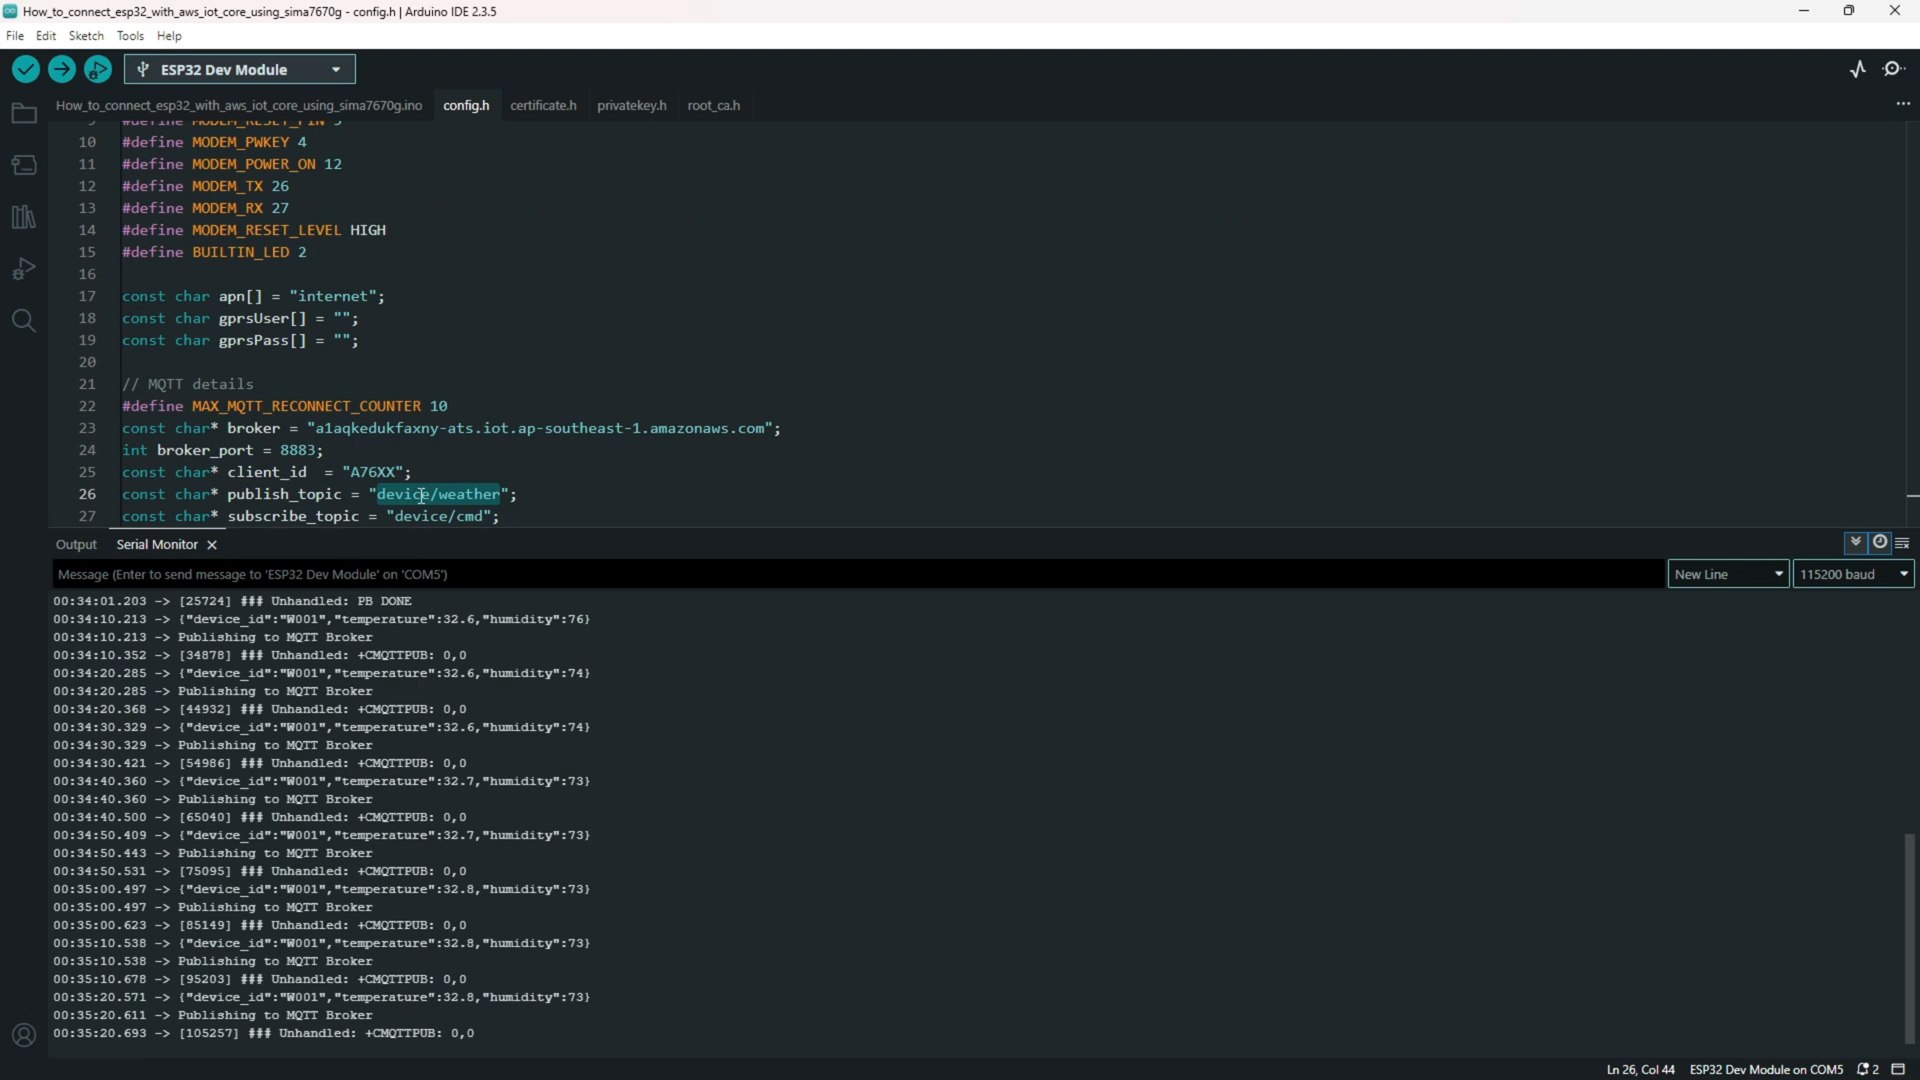 How_to_connect_esp32_with_aws_iot_core_using_sima7670g - config.h | Arduino IDE 2.3.5
File Edit Sketch Tools Help
ESP32 Dev Module
How_to_connect_esp32_with_aws_iot_core_using_sima7670g.ino config.h certificate.h privatekey.h root_ca.h
9 #define MODEM_RESET_PIN 5
10 #define MODEM_PWKEY 4
11 #define MODEM_POWER_ON 12
12 #define MODEM_TX 26
13 #define MODEM_RX 27
14 #define MODEM_RESET_LEVEL HIGH
15 #define BUILTIN_LED 2
16
17 const char apn[] = "internet";
18 const char gprsUser[] = "";
19 const char gprsPass[] = "";
20
21 // MQTT details
22 #define MAX_MQTT_RECONNECT_COUNTER 10
23 const char* broker = "a1aqkedukfaxny-ats.iot.ap-southeast-1.amazonaws.com";
24 int broker_port = 8883;
25 const char* client_id  = "A76XX";
26 const char* publish_topic = "device/weather";
27 const char* subscribe_topic = "device/cmd";
Output Serial Monitor
Message (Enter to send message to 'ESP32 Dev Module' on 'COM5') New Line 115200 baud
00:34:01.203 -> [25724] ### Unhandled: PB DONE
00:34:10.213 -> {"device_id":"W001","temperature":32.6,"humidity":76}
00:34:10.213 -> Publishing to MQTT Broker
00:34:10.352 -> [34878] ### Unhandled: +CMQTTPUB: 0,0
00:34:20.285 -> {"device_id":"W001","temperature":32.6,"humidity":74}
00:34:20.285 -> Publishing to MQTT Broker
00:34:20.368 -> [44932] ### Unhandled: +CMQTTPUB: 0,0
00:34:30.329 -> {"device_id":"W001","temperature":32.6,"humidity":74}
00:34:30.329 -> Publishing to MQTT Broker
00:34:30.421 -> [54986] ### Unhandled: +CMQTTPUB: 0,0
00:34:40.360 -> {"device_id":"W001","temperature":32.7,"humidity":73}
00:34:40.360 -> Publishing to MQTT Broker
00:34:40.500 -> [65040] ### Unhandled: +CMQTTPUB: 0,0
00:34:50.409 -> {"device_id":"W001","temperature":32.7,"humidity":73}
00:34:50.443 -> Publishing to MQTT Broker
00:34:50.531 -> [75095] ### Unhandled: +CMQTTPUB: 0,0
00:35:00.497 -> {"device_id":"W001","temperature":32.8,"humidity":73}
00:35:00.497 -> Publishing to MQTT Broker
00:35:00.623 -> [85149] ### Unhandled: +CMQTTPUB: 0,0
00:35:10.538 -> {"device_id":"W001","temperature":32.8,"humidity":73}
00:35:10.538 -> Publishing to MQTT Broker
00:35:10.678 -> [95203] ### Unhandled: +CMQTTPUB: 0,0
00:35:20.571 -> {"device_id":"W001","temperature":32.8,"humidity":73}
00:35:20.611 -> Publishing to MQTT Broker
00:35:20.693 -> [105257] ### Unhandled: +CMQTTPUB: 0,0
Ln 26, Col 44 ESP32 Dev Module on COM5 2